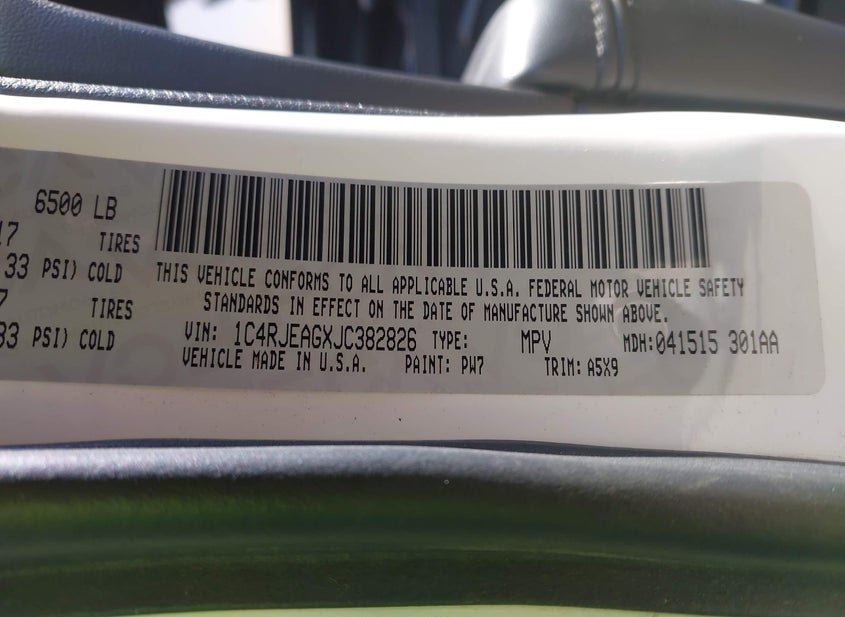 6500 LB
17 TIRES
33 PSI) COLD
7 TIRES
33 PSI) COLD
THIS VEHICLE CONFORMS TO ALL APPLICABLE U.S.A. FEDERAL MOTOR VEHICLE SAFETY
STANDARDS IN EFFECT ON THE DATE OF MANUFACTURE SHOWN ABOVE.
VIN: 1C4RJEAGXJC382826 TYPE: MPV MDH:041515 301AA
VEHICLE MADE IN U.S.A. PAINT: PW7 TRIM: A5X9